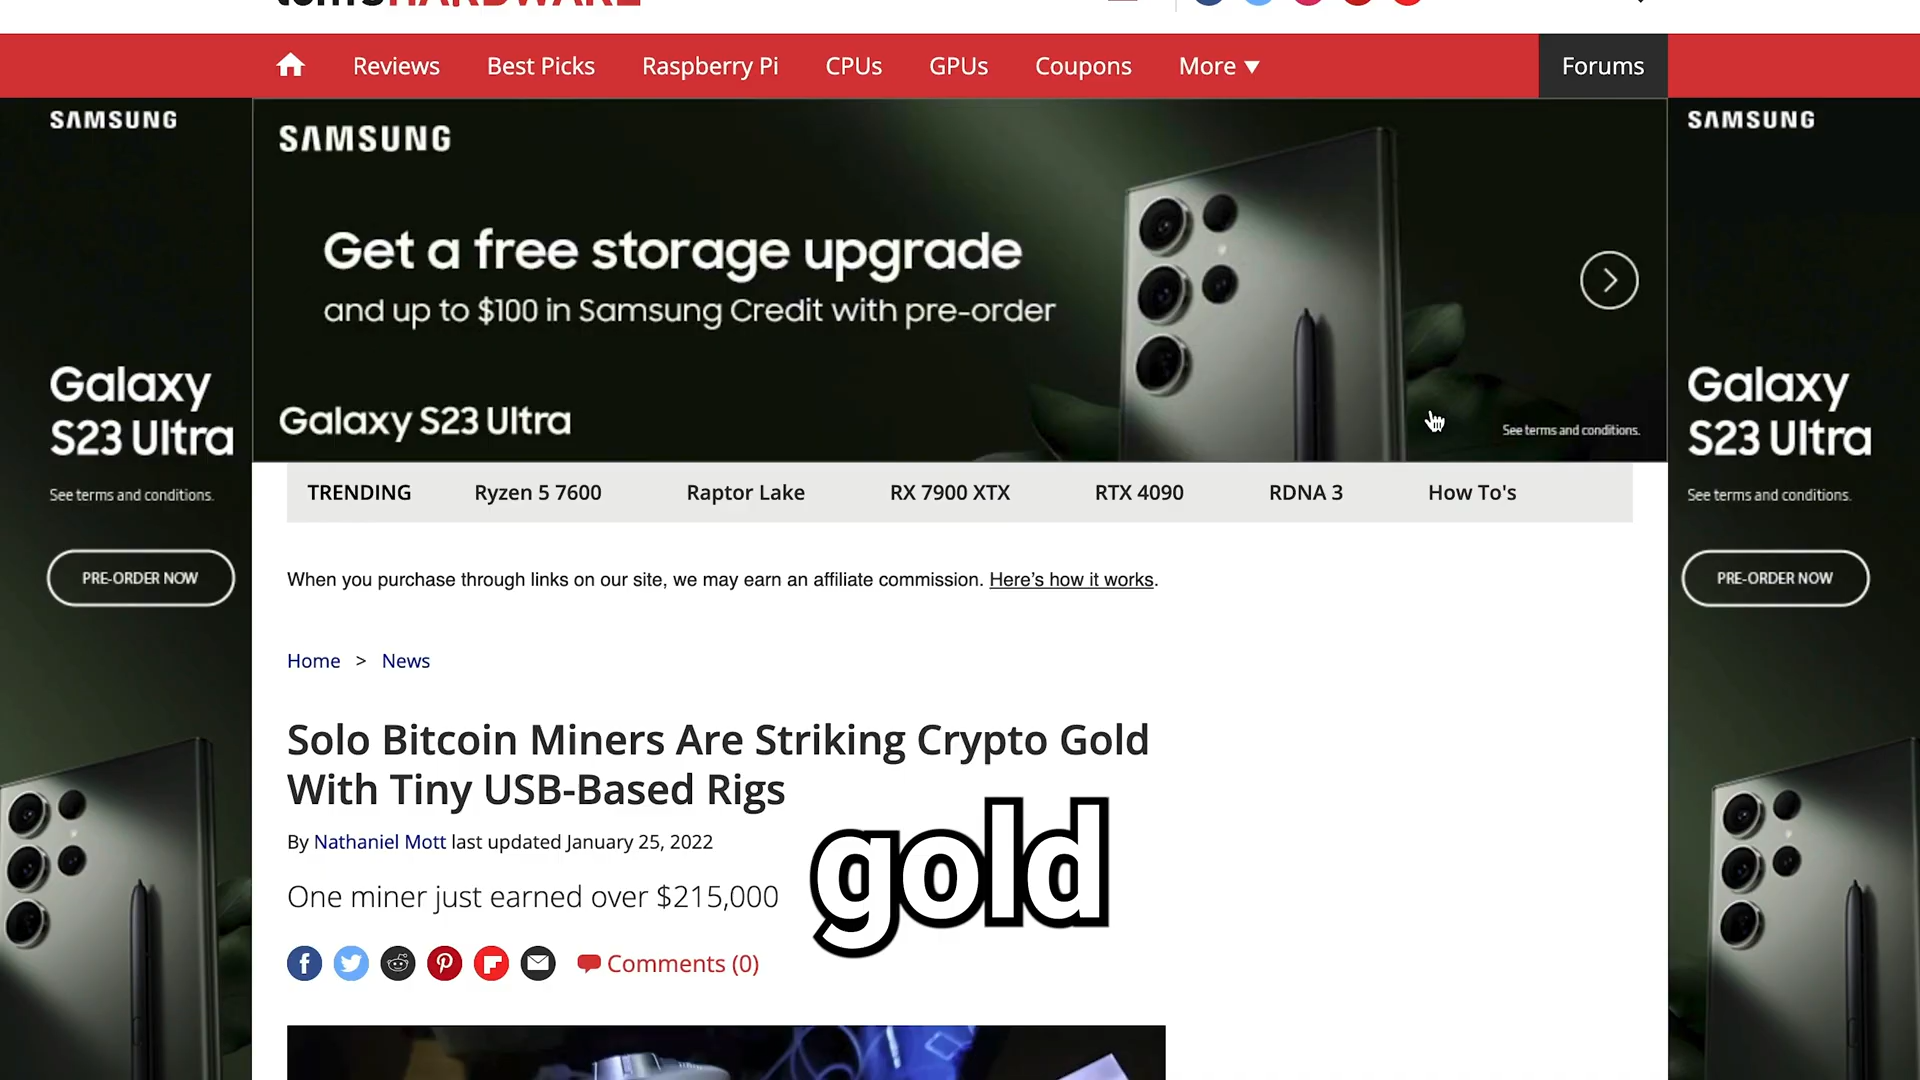 tom's HARDWARE
Reviews Best Picks Raspberry Pi CPUs GPUs Coupons More Forums
SAMSUNG
Galaxy
S23 Ultra
See terms and conditions.
PRE-ORDER NOW
SAMSUNG
Get a free storage upgrade
and up to $100 in Samsung Credit with pre-order
Galaxy S23 Ultra
See terms and conditions.
SAMSUNG
Galaxy
S23 Ultra
See terms and conditions.
PRE-ORDER NOW
TRENDING Ryzen 5 7600 Raptor Lake RX 7900 XTX RTX 4090 RDNA 3 How To's
When you purchase through links on our site, we may earn an affiliate commission. Here's how it works.
Home > News
Solo Bitcoin Miners Are Striking Crypto Gold
With Tiny USB-Based Rigs
By Nathaniel Mott last updated January 25, 2022
One miner just earned over $215,000
gold
Comments (0)